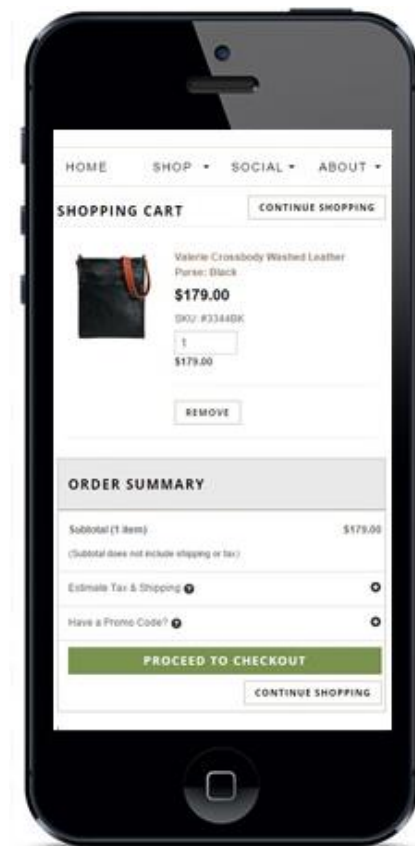 HOME SHOP SOCIAL ABOUT
SHOPPING CART CONTINUE SHOPPING
Valerie Crossbody Washed Leather
Purse: Black
$179.00
SKU: #3344BK
1
$179.00
REMOVE
ORDER SUMMARY
Subtotal (1 item) $179.00
(Subtotal does not include shipping or tax)
Estimate Tax & Shipping ?
Have a Promo Code? ?
PROCEED TO CHECKOUT
CONTINUE SHOPPING